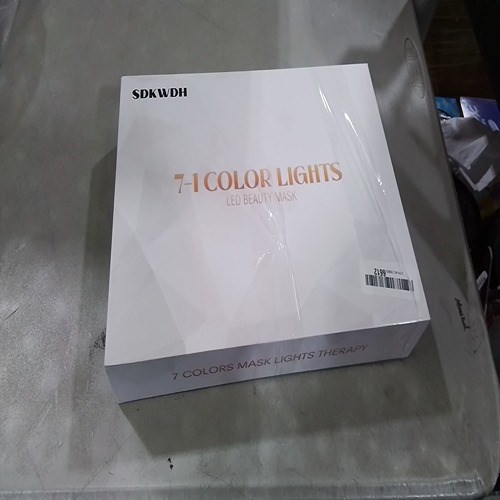 SDKWDH
7-1 COLOR LIGHTS
LED BEAUTY MASK
7 COLORS MASK LIGHTS THERAPY